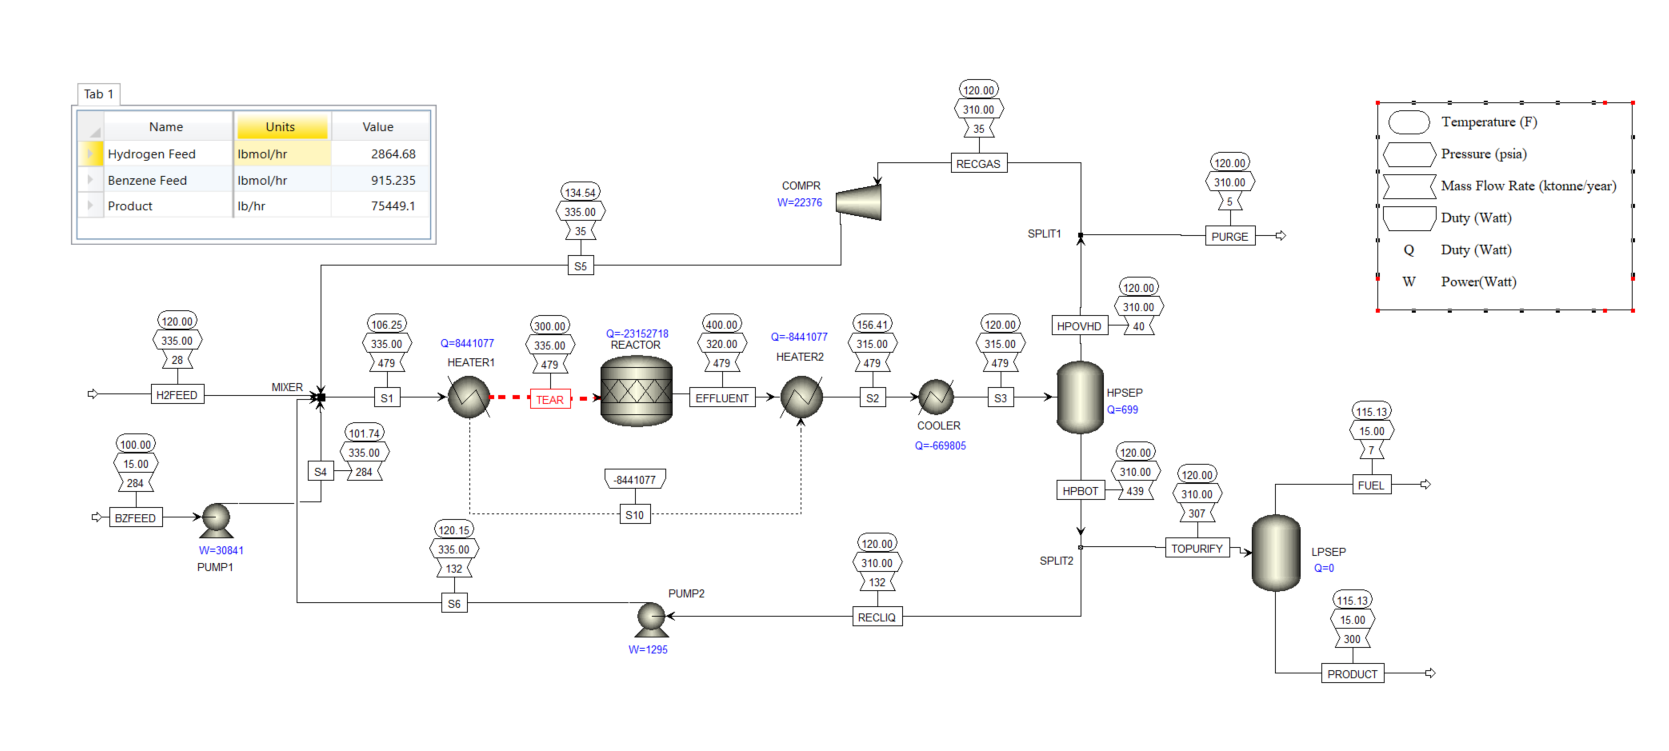 Tab 1
Name Units Value
Hydrogen Feed lbmol/hr 2864.68
Benzene Feed lbmol/hr 915.235
Product lb/hr 75449.1
Temperature (F)
Pressure (psia)
Mass Flow Rate (ktonne/year)
Duty (Watt)
Q Duty (Watt)
W Power(Watt)
120.00
310.00
35
RECGAS
COMPR
W=22376
134.54
335.00
35
S5
120.00
310.00
5
PURGE
SPLIT1
120.00
310.00
40
HPOVHD
120.00
335.00
28
H2FEED
MIXER
106.25
335.00
479
S1
Q=8441077
HEATER1
300.00
335.00
479
TEAR
Q=-23152718
REACTOR
400.00
320.00
479
EFFLUENT
Q=-8441077
HEATER2
156.41
315.00
479
S2
COOLER
Q=-669805
120.00
315.00
479
S3
HPSEP
Q=699
100.00
15.00
284
BZFEED
W=30841
PUMP1
101.74
335.00
284
S4
-8441077
S10
120.00
310.00
439
HPBOT
SPLIT2
120.00
310.00
307
TOPURIFY
115.13
15.00
7
FUEL
LPSEP
Q=0
120.15
335.00
132
S6
PUMP2
W=1295
120.00
310.00
132
RECLIQ
115.13
15.00
300
PRODUCT